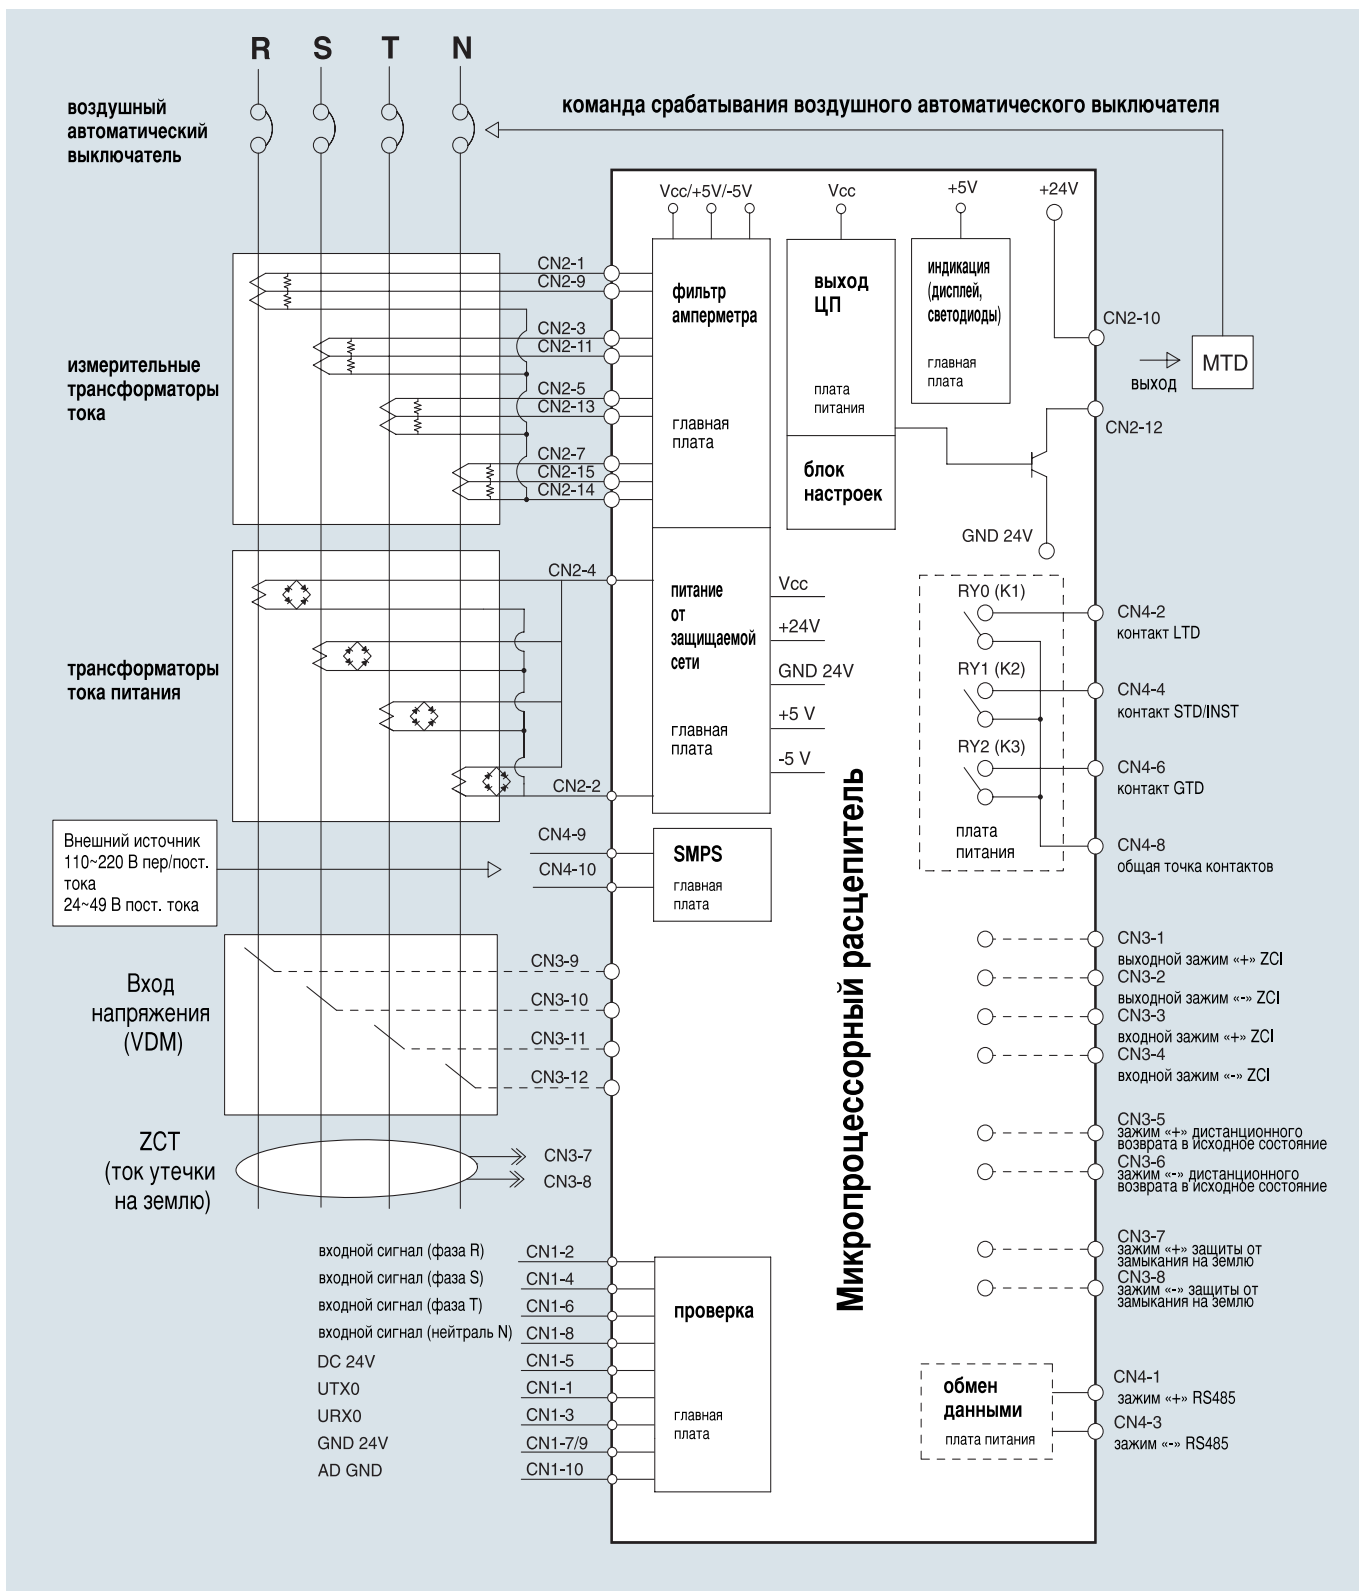 R S T N
воздушный
автоматический
выключатель
команда срабатывания воздушного автоматического выключателя
Vcc/+5V/-5V
Vcc
+5V
+24V
измерительные
трансформаторы
тока
CN2-1
CN2-9
CN2-3
CN2-11
CN2-5
CN2-13
CN2-7
CN2-15
CN2-14
фильтр
амперметра
главная
плата
выход
ЦП
плата
питания
блок
настроек
индикация
(дисплей,
светодиоды)
главная
плата
CN2-10
выход
MTD
CN2-12
GND 24V
трансформаторы
тока питания
CN2-4
CN2-2
питание
от
защищаемой
сети
главная
плата
Vcc
+24V
GND 24V
+5 V
-5 V
RY0 (K1)
RY1 (K2)
RY2 (K3)
плата
питания
CN4-2
контакт LTD
CN4-4
контакт STD/INST
CN4-6
контакт GTD
CN4-8
общая точка контактов
Внешний источник
110~220 В пер/пост.
тока
24~49 В пост. тока
CN4-9
CN4-10
SMPS
главная
плата
Микропроцессорный расцепитель
Вход
напряжения
(VDM)
CN3-9
CN3-10
CN3-11
CN3-12
CN3-1
выходной зажим «+» ZCI
CN3-2
выходной зажим «-» ZCI
CN3-3
входной зажим «+» ZCI
CN3-4
входной зажим «-» ZCI
ZCT
(ток утечки
на землю)
CN3-7
CN3-8
CN3-5
зажим «+» дистанционного
возврата в исходное состояние
CN3-6
зажим «-» дистанционного
возврата в исходное состояние
CN3-7
зажим «+» защиты от
замыкания на землю
CN3-8
зажим «-» защиты от
замыкания на землю
входной сигнал (фаза R) CN1-2
входной сигнал (фаза S) CN1-4
входной сигнал (фаза T) CN1-6
входной сигнал (нейтраль N) CN1-8
DC 24V CN1-5
UTX0 CN1-1
URX0 CN1-3
GND 24V CN1-7/9
AD GND CN1-10
проверка
главная
плата
обмен
данными
плата питания
CN4-1
зажим «+» RS485
CN4-3
зажим «-» RS485